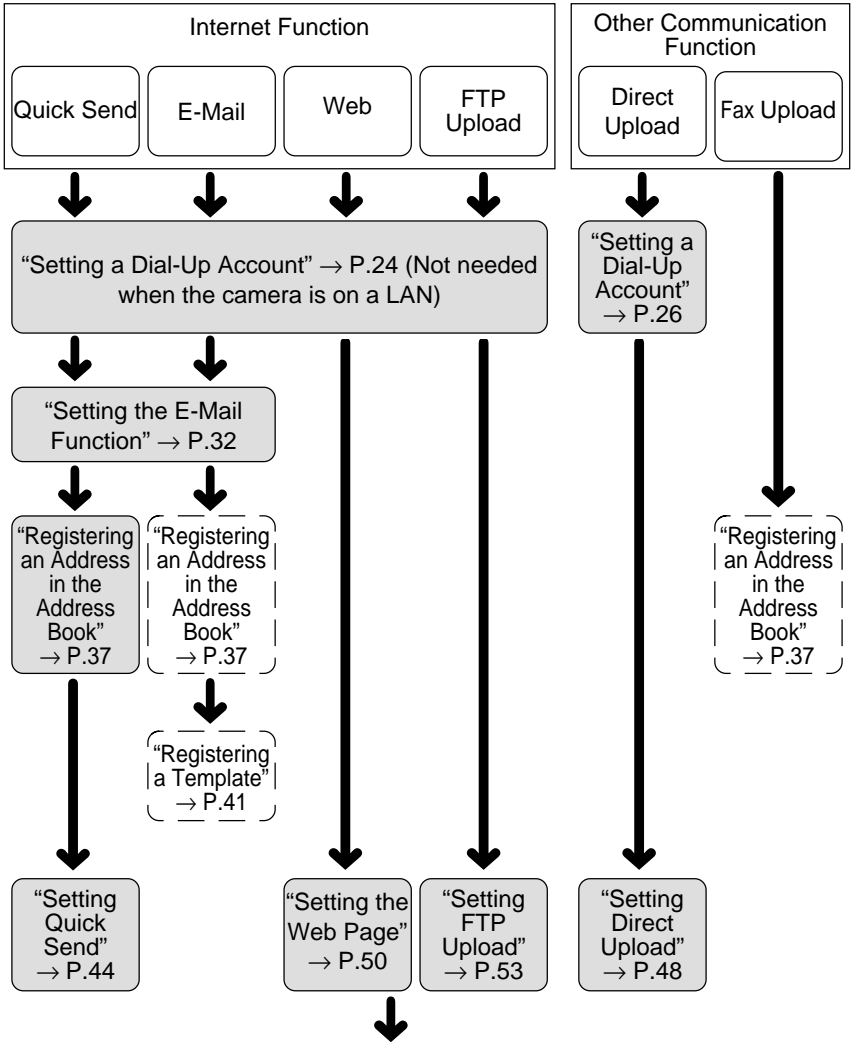 Internet Function
Other Communication
Function
Quick Send
E-Mail
Web
FTP
Upload
Direct
Upload
Fax Upload
“Setting a Dial-Up Account” → P.24 (Not needed
when the camera is on a LAN)
“Setting a
Dial-Up
Account”
→ P.26
“Setting the E-Mail
Function” → P.32
“Registering
an Address
in the
Address
Book”
→ P.37
“Registering
an Address
in the
Address
Book”
→ P.37
“Registering
an Address
in the
Address
Book”
→ P.37
“Registering
a Template”
→ P.41
“Setting
Quick
Send”
→ P.44
“Setting the
Web Page”
→ P.50
“Setting
FTP
Upload”
→ P.53
“Setting
Direct
Upload”
→ P.48